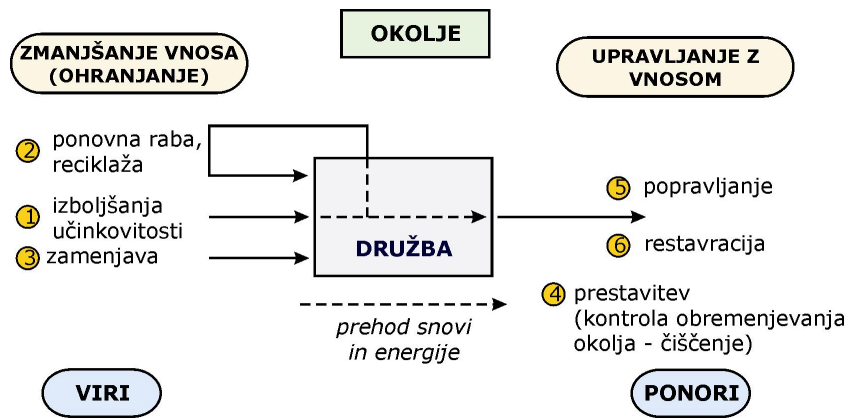 OKOLJE
ZMANJŠANJE VNOSA
(OHRANJANJE)
UPRAVLJANJE Z
VNOSOM
2 ponovna raba,
reciklaža
1 izboljšanja
učinkovitosti
3 zamenjava
DRUŽBA
prehod snovi
in energije
5 popravljanje
6 restavracija
4 prestavitev
(kontrola obremenjevanja
okolja - čiščenje)
VIRI
PONORI